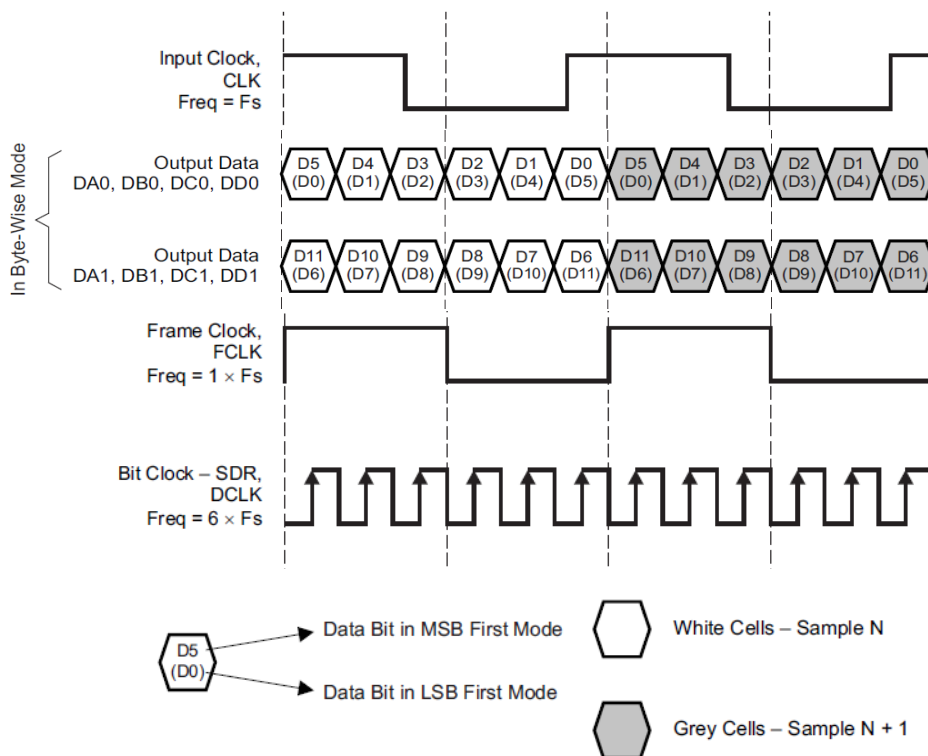 Input Clock,
CLK
Freq = Fs
In Byte-Wise Mode
Output Data
DA0, DB0, DC0, DD0
D5 D4 D3 D2 D1 D0 D5 D4 D3 D2 D1 D0
(D0) (D1) (D2) (D3) (D4) (D5) (D0) (D1) (D2) (D3) (D4) (D5)
Output Data
DA1, DB1, DC1, DD1
D11 D10 D9 D8 D7 D6 D11 D10 D9 D8 D7 D6
(D6) (D7) (D8) (D9) (D10) (D11) (D6) (D7) (D8) (D9) (D10) (D11)
Frame Clock,
FCLK
Freq = 1 × Fs
Bit Clock – SDR,
DCLK
Freq = 6 × Fs
D5
(D0)
Data Bit in MSB First Mode
Data Bit in LSB First Mode
White Cells – Sample N
Grey Cells – Sample N + 1